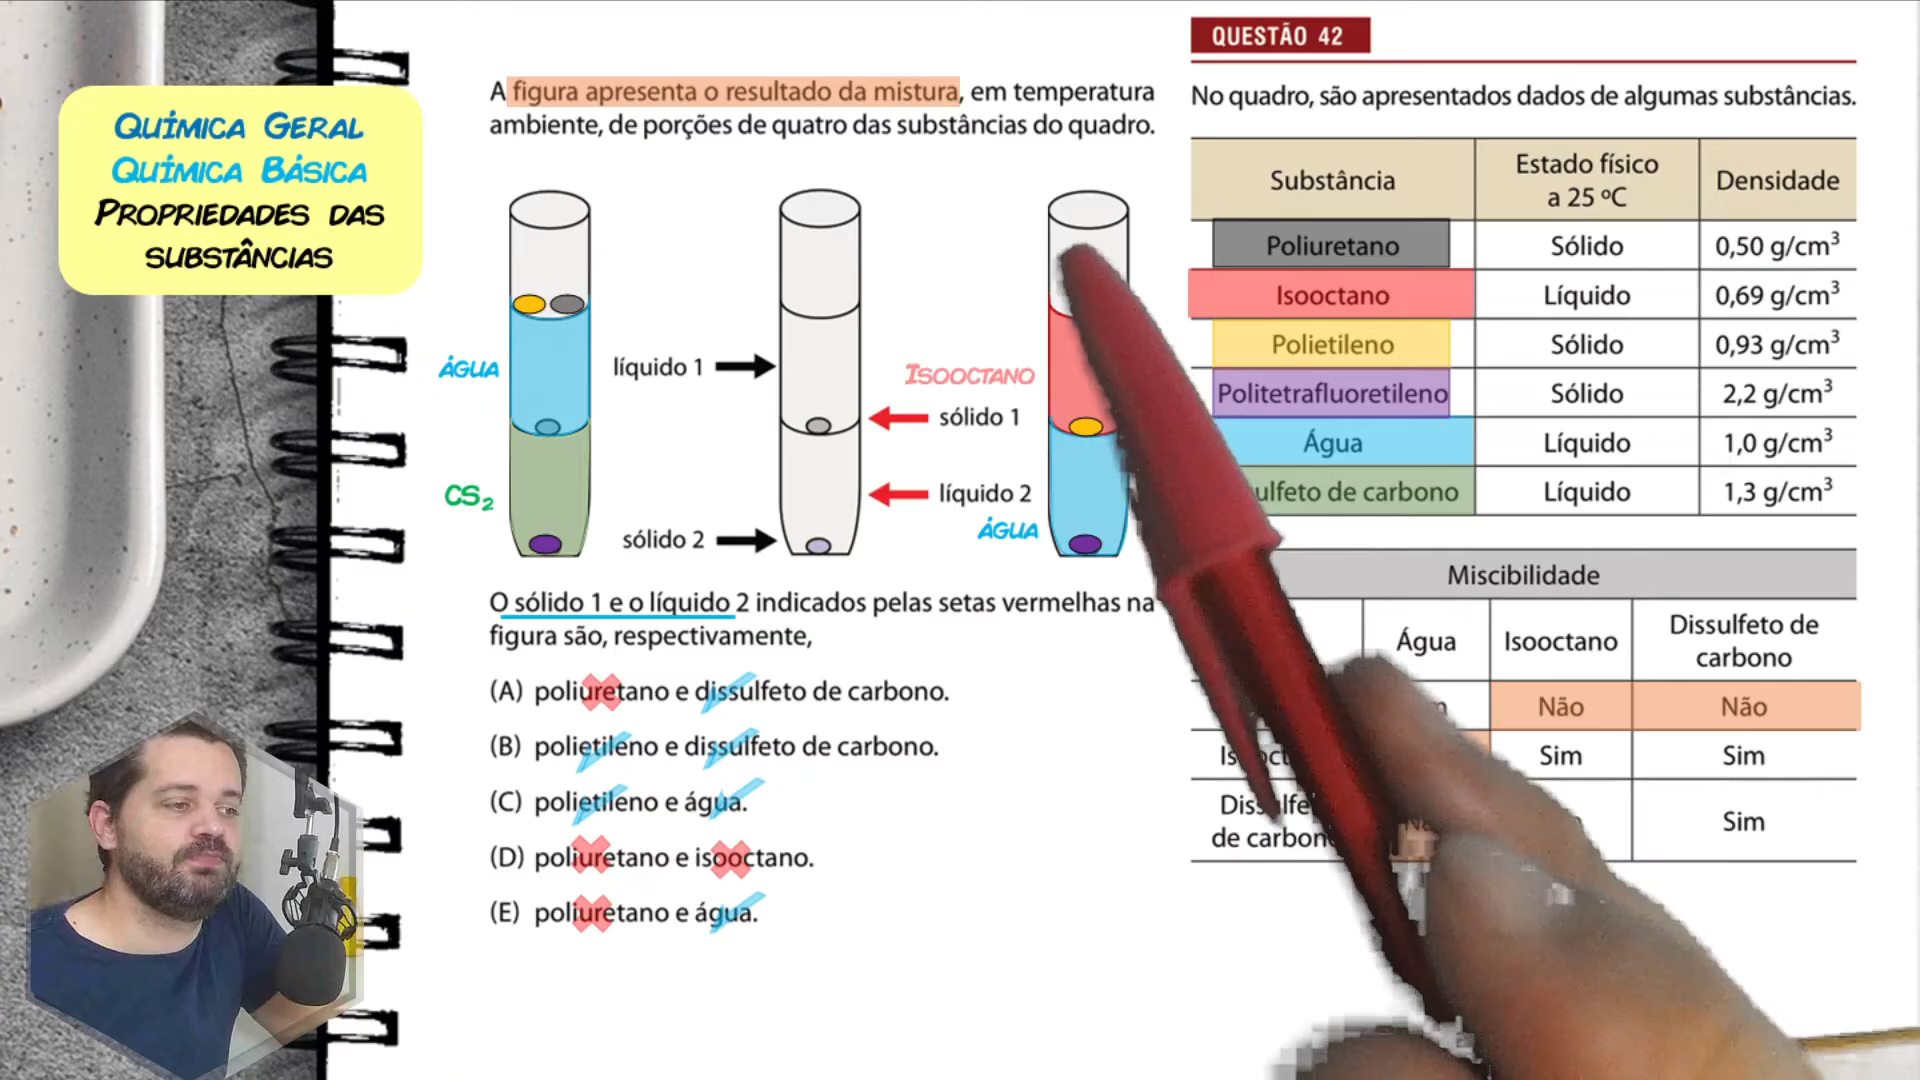 QUÍMICA GERAL
QUÍMICA BÁSICA
PROPRIEDADES DAS
SUBSTÂNCIAS
A figura apresenta o resultado da mistura, em temperatura
ambiente, de porções de quatro das substâncias do quadro.
ÁGUA
CS2
líquido 1
sólido 2
ISOOCTANO
sólido 1
líquido 2
ÁGUA
O sólido 1 e o líquido 2 indicados pelas setas vermelhas na
figura são, respectivamente,
(A) poliuretano e dissulfeto de carbono.
(B) polietileno e dissulfeto de carbono.
(C) polietileno e água.
(D) poliuretano e isooctano.
(E) poliuretano e água.
QUESTÃO 42
No quadro, são apresentados dados de algumas substâncias.
Substância Estado físico a 25 ºC Densidade
Poliuretano Sólido 0,50 g/cm³
Isooctano Líquido 0,69 g/cm³
Polietileno Sólido 0,93 g/cm³
Politetrafluoretileno Sólido 2,2 g/cm³
Água Líquido 1,0 g/cm³
ulfeto de carbono Líquido 1,3 g/cm³
Miscibilidade
Água Isooctano Dissulfeto de carbono
Não Não
Sim Sim
de carbon Sim